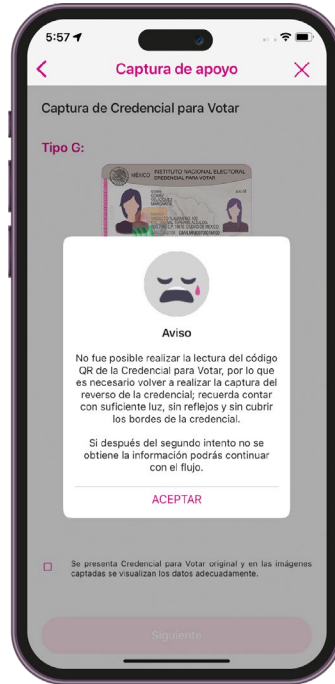 5:57
Captura de apoyo
Captura de Credencial para Votar
Tipo G:
MÉXICO INSTITUTO NACIONAL ELECTORAL
CREDENCIAL PARA VOTAR
Aviso
No fue posible realizar la lectura del código
QR de la Credencial para Votar, por lo que
es necesario volver a realizar la captura del
reverso de la credencial; recuerda contar
con suficiente luz, sin reflejos y sin cubrir
los bordes de la credencial.
Si después del segundo intento no se
obtiene la información podrás continuar
con el flujo.
ACEPTAR
Se presenta Credencial para Votar original y en las imágenes
captadas se visualizan los datos adecuadamente.
Siguiente